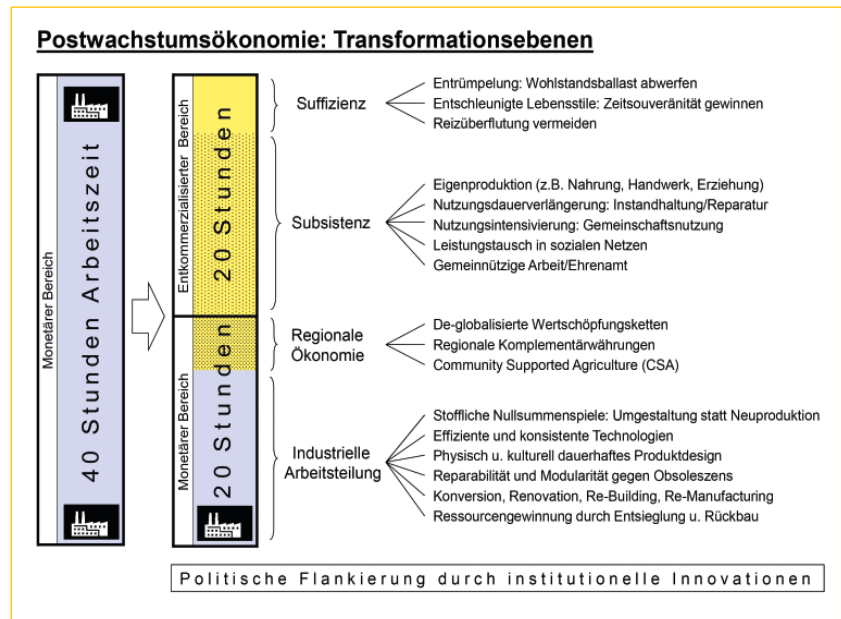 Postwachstumsökonomie: Transformationsebenen
Monetärer Bereich
40 Stunden Arbeitszeit
Entkommerzialisierter Bereich
20 Stunden
Monetärer Bereich
20 Stunden
Suffizienz
Entrümpelung: Wohlstandsballast abwerfen
Entschleunigte Lebensstile: Zeitsouveränität gewinnen
Reizüberflutung vermeiden
Subsistenz
Eigenproduktion (z.B. Nahrung, Handwerk, Erziehung)
Nutzungsdauerverlängerung: Instandhaltung/Reparatur
Nutzungsintensivierung: Gemeinschaftsnutzung
Leistungstausch in sozialen Netzen
Gemeinnützige Arbeit/Ehrenamt
Regionale
Ökonomie
De-globalisierte Wertschöpfungsketten
Regionale Komplementärwährungen
Community Supported Agriculture (CSA)
Industrielle
Arbeitsteilung
Stoffliche Nullsummenspiele: Umgestaltung statt Neuproduktion
Effiziente und konsistente Technologien
Physisch u. kulturell dauerhaftes Produktdesign
Reparabilität und Modularität gegen Obsoleszens
Konversion, Renovation, Re-Building, Re-Manufacturing
Ressourcengewinnung durch Entsieglung u. Rückbau
Politische Flankierung durch institutionelle Innovationen